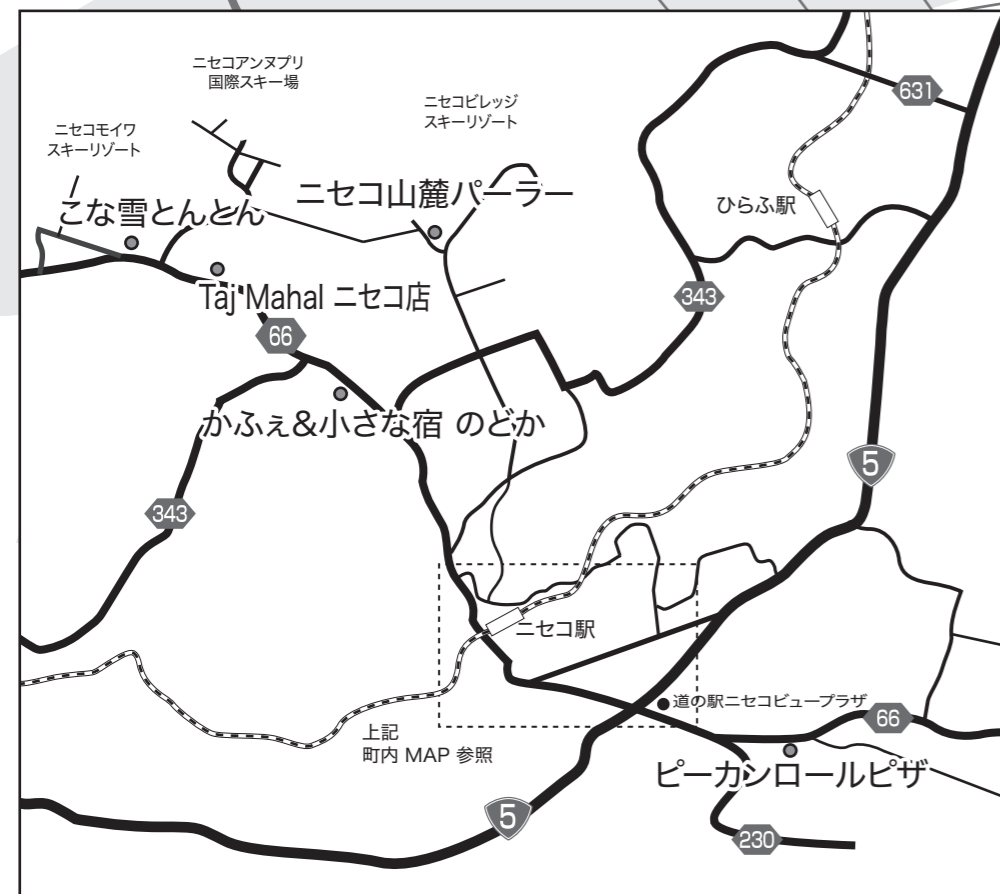 ニセコアンヌプリ
国際スキー場
631
ニセコビレッジ
スキーリゾート
ニセコモイワ
スキーリゾート
ニセコ山麓パーラー
ひらふ駅
こな雪とんとん
Taj Mahal ニセコ店
343
66
かふぇ&小さな宿 のどか
5
343
ニセコ駅
道の駅ニセコビュープラザ
66
上記
町内 MAP 参照
ピーカンロールピザ
5
230